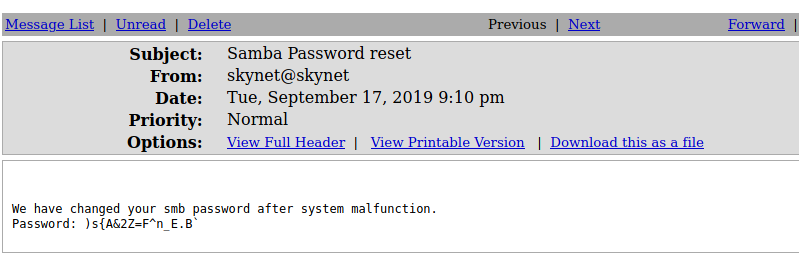 Message List | Unread | Delete Previous | Next Forward |
Subject: Samba Password reset
From: skynet@skynet
Date: Tue, September 17, 2019 9:10 pm
Priority: Normal
Options: View Full Header | View Printable Version | Download this as a file
We have changed your smb password after system malfunction.
Password: )s{A&2Z=F^n_E.B`